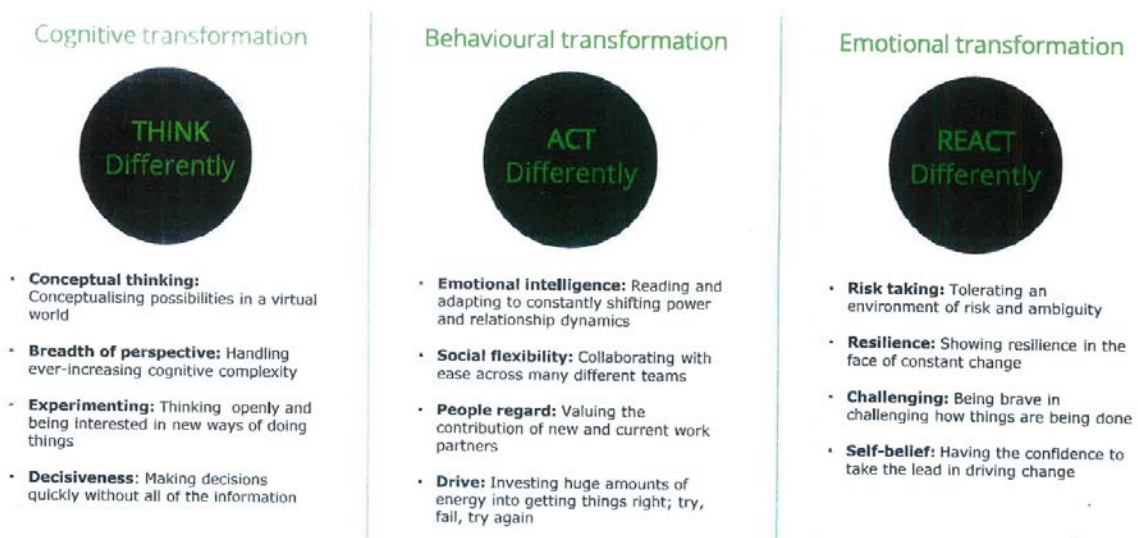 Cognitive transformation
THINK
Differently
· Conceptual thinking:
Conceptualising possibilities in a virtual
world
· Breadth of perspective: Handling
ever-increasing cognitive complexity
· Experimenting: Thinking openly and
being interested in new ways of doing
things
· Decisiveness: Making decisions
quickly without all of the information
Behavioural transformation
ACT
Differently
· Emotional intelligence: Reading and
adapting to constantly shifting power
and relationship dynamics
· Social flexibility: Collaborating with
ease across many different teams
· People regard: Valuing the
contribution of new and current work
partners
· Drive: Investing huge amounts of
energy into getting things right; try,
fail, try again
Emotional transformation
REACT
Differently
· Risk taking: Tolerating an
environment of risk and ambiguity
· Resilience: Showing resilience in the
face of constant change
· Challenging: Being brave in
challenging how things are being done
· Self-belief: Having the confidence to
take the lead in driving change